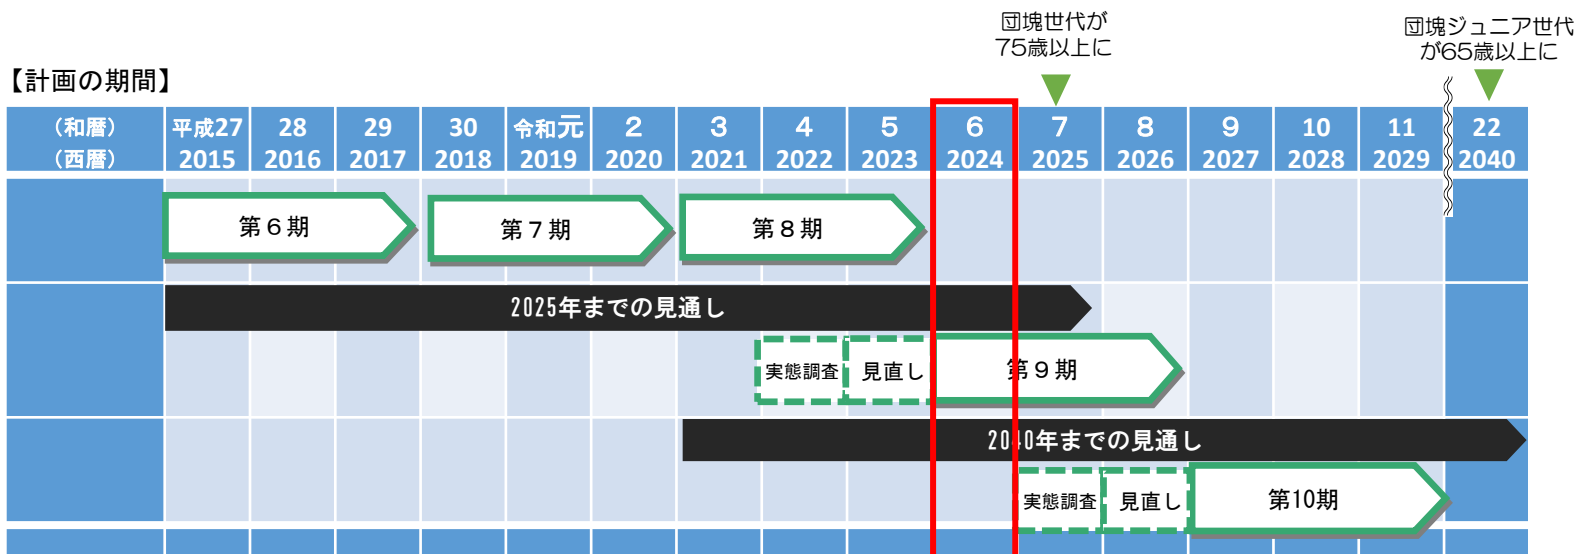 団塊世代が
75歳以上に
団塊ジュニア世代
が65歳以上に
【計画の期間】
（和暦） 平成27 28 29 30 令和元 2 3 4 5 6 7 8 9 10 11 22
（西暦） 2015 2016 2017 2018 2019 2020 2021 2022 2023 2024 2025 2026 2027 2028 2029 2040
第６期 第７期 第８期
2025年までの見通し
実態調査 見直し 第９期
2040年までの見通し
実態調査 見直し 第10期